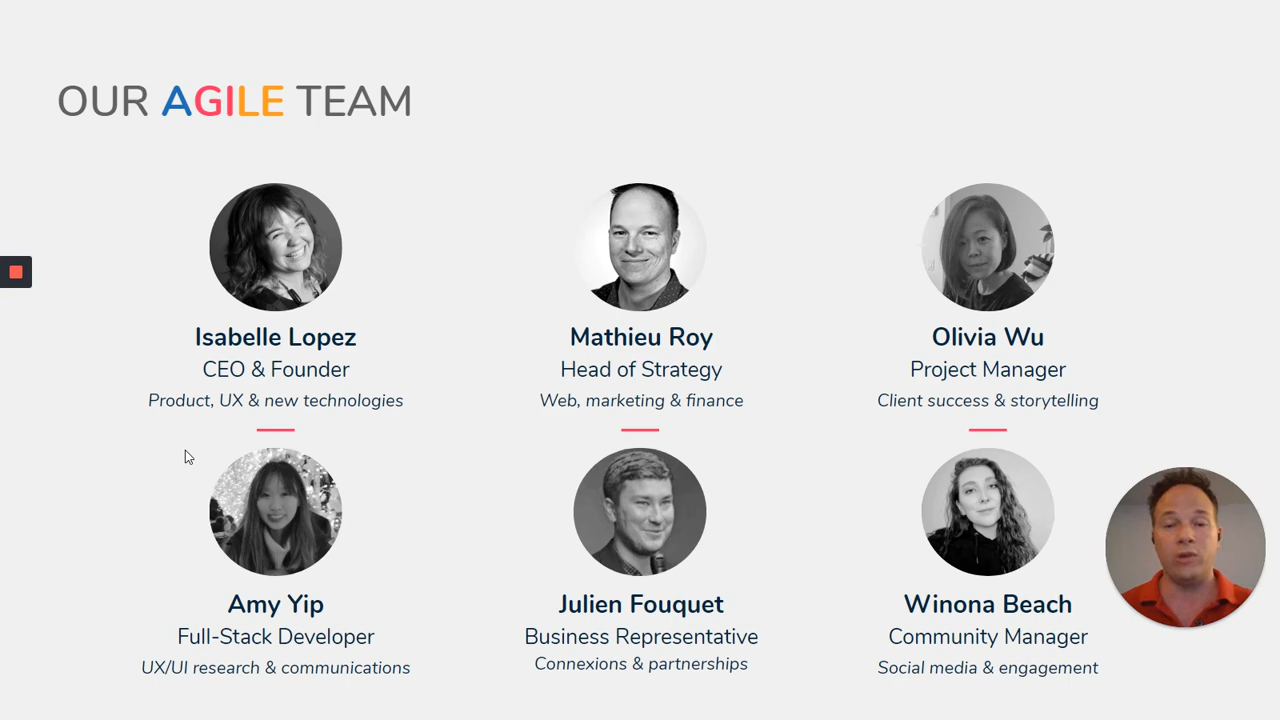 OUR AGILE TEAM
Isabelle Lopez
CEO & Founder
Product, UX & new technologies
Mathieu Roy
Head of Strategy
Web, marketing & finance
Olivia Wu
Project Manager
Client success & storytelling
Amy Yip
Full-Stack Developer
UX/UI research & communications
Julien Fouquet
Business Representative
Connexions & partnerships
Winona Beach
Community Manager
Social media & engagement